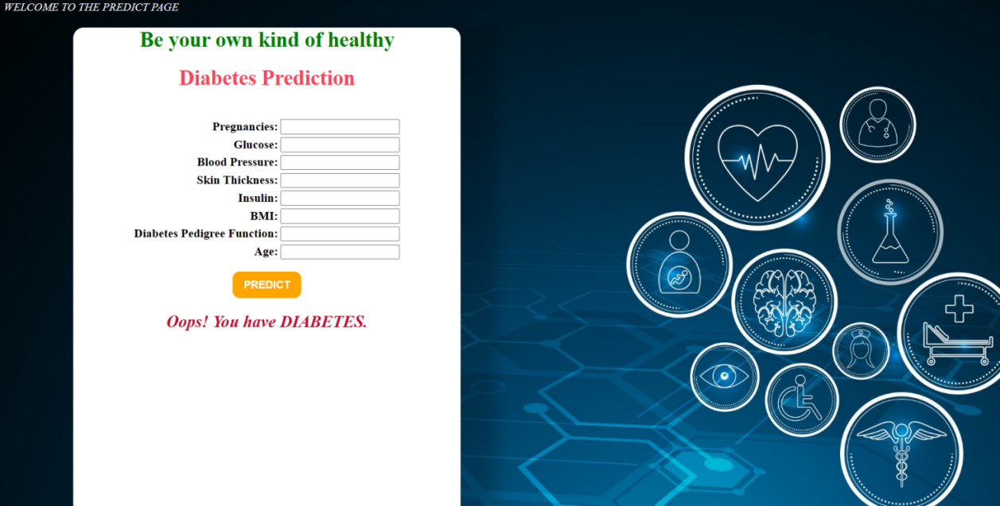 WELCOME TO THE PREDICT PAGE
Be your own kind of healthy
Diabetes Prediction
Pregnancies:
Glucose:
Blood Pressure:
Skin Thickness:
Insulin:
BMI:
Diabetes Pedigree Function:
Age:
PREDICT
Oops! You have DIABETES.